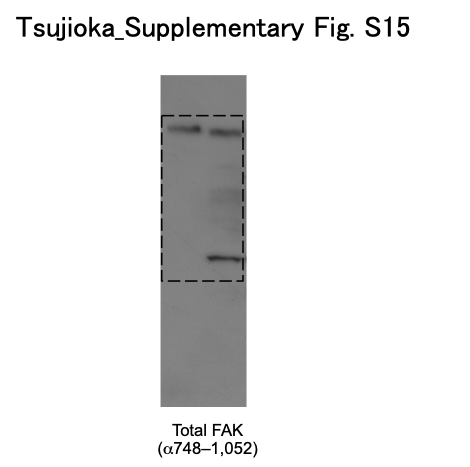 Tsujioka_Supplementary Fig. S15
Total FAK
(α748–1,052)